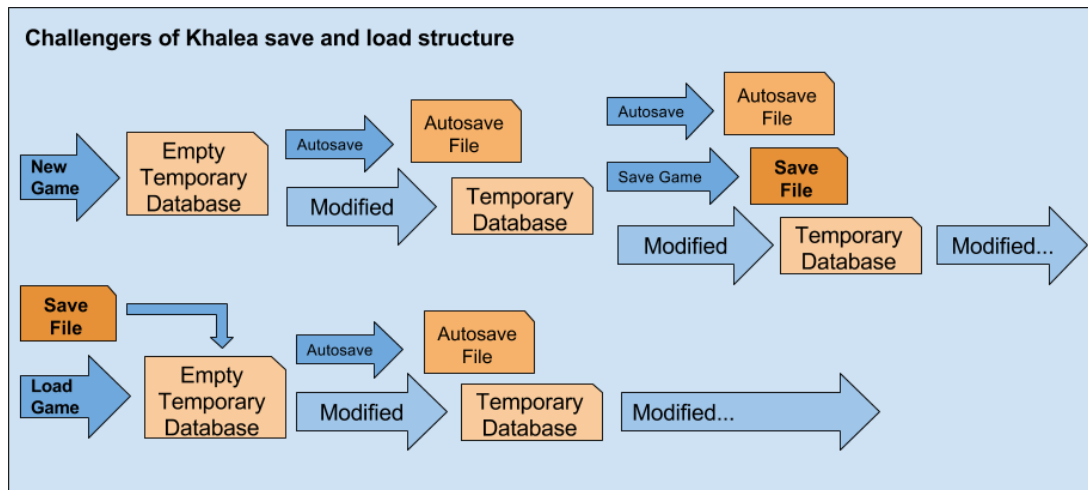 Challengers of Khalea save and load structure
New
Game
Empty
Temporary
Database
Autosave
Autosave
File
Modified
Temporary
Database
Autosave
Autosave
File
Save Game
Save
File
Modified
Temporary
Database
Modified...
Save
File
Load
Game
Empty
Temporary
Database
Autosave
Autosave
File
Modified
Temporary
Database
Modified...